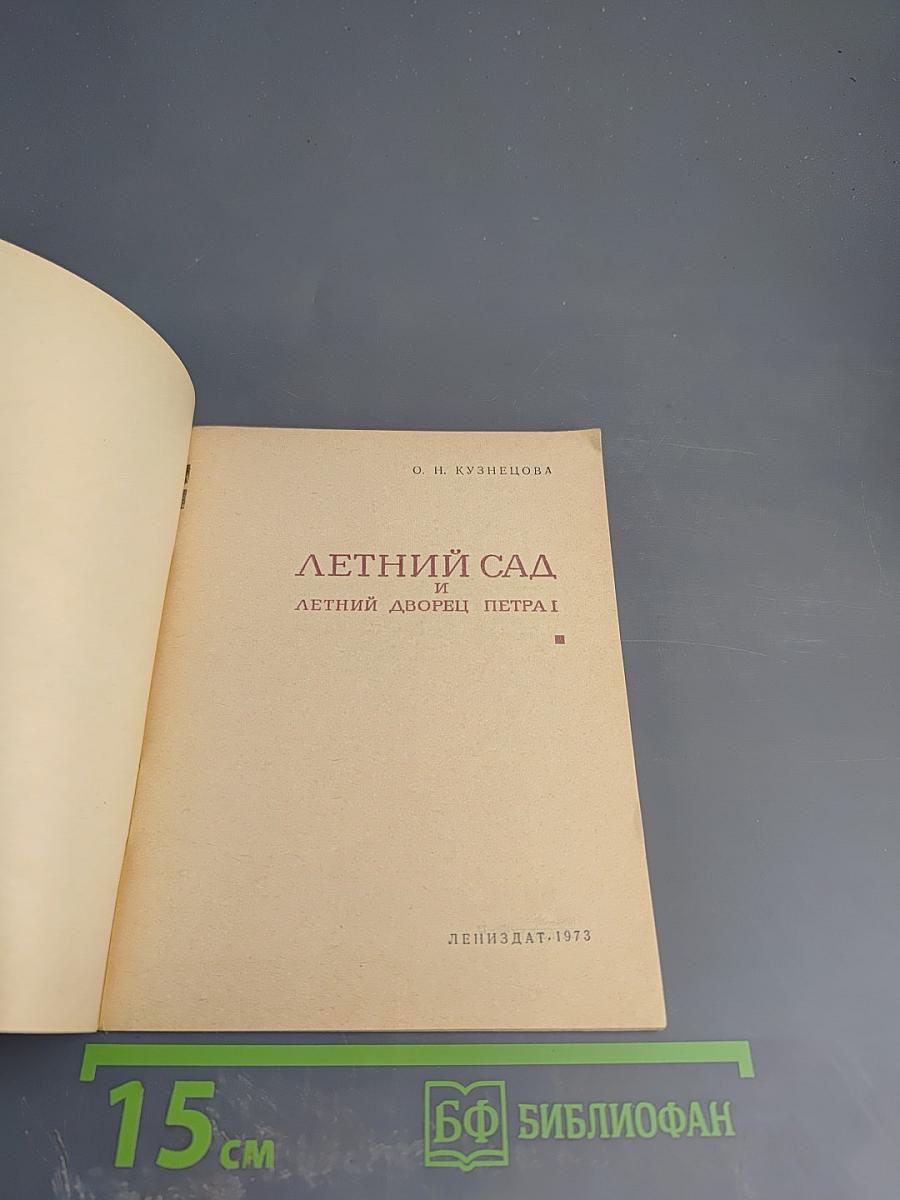 О. Н. КУЗНЕЦОВА
ЛЕТНИЙ САД
И
ЛЕТНИЙ ДВОРЕЦ ПЕТРА I
ЛЕНИЗДАТ·1973
15 см
БФ БИБЛИОФАН